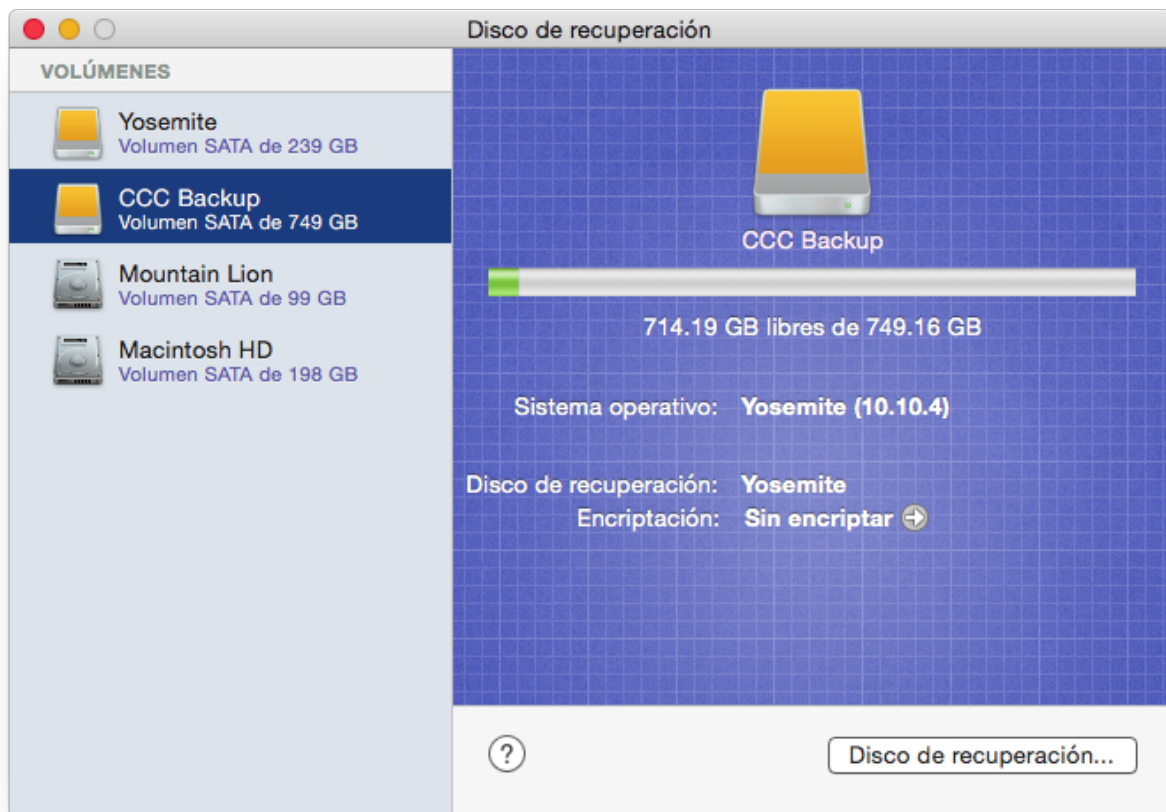 Disco de recuperación
VOLÚMENES
Yosemite
Volumen SATA de 239 GB
CCC Backup
Volumen SATA de 749 GB
Mountain Lion
Volumen SATA de 99 GB
Macintosh HD
Volumen SATA de 198 GB
CCC Backup
714.19 GB libres de 749.16 GB
Sistema operativo: Yosemite (10.10.4)
Disco de recuperación: Yosemite
Encriptación: Sin encriptar
?
Disco de recuperación...